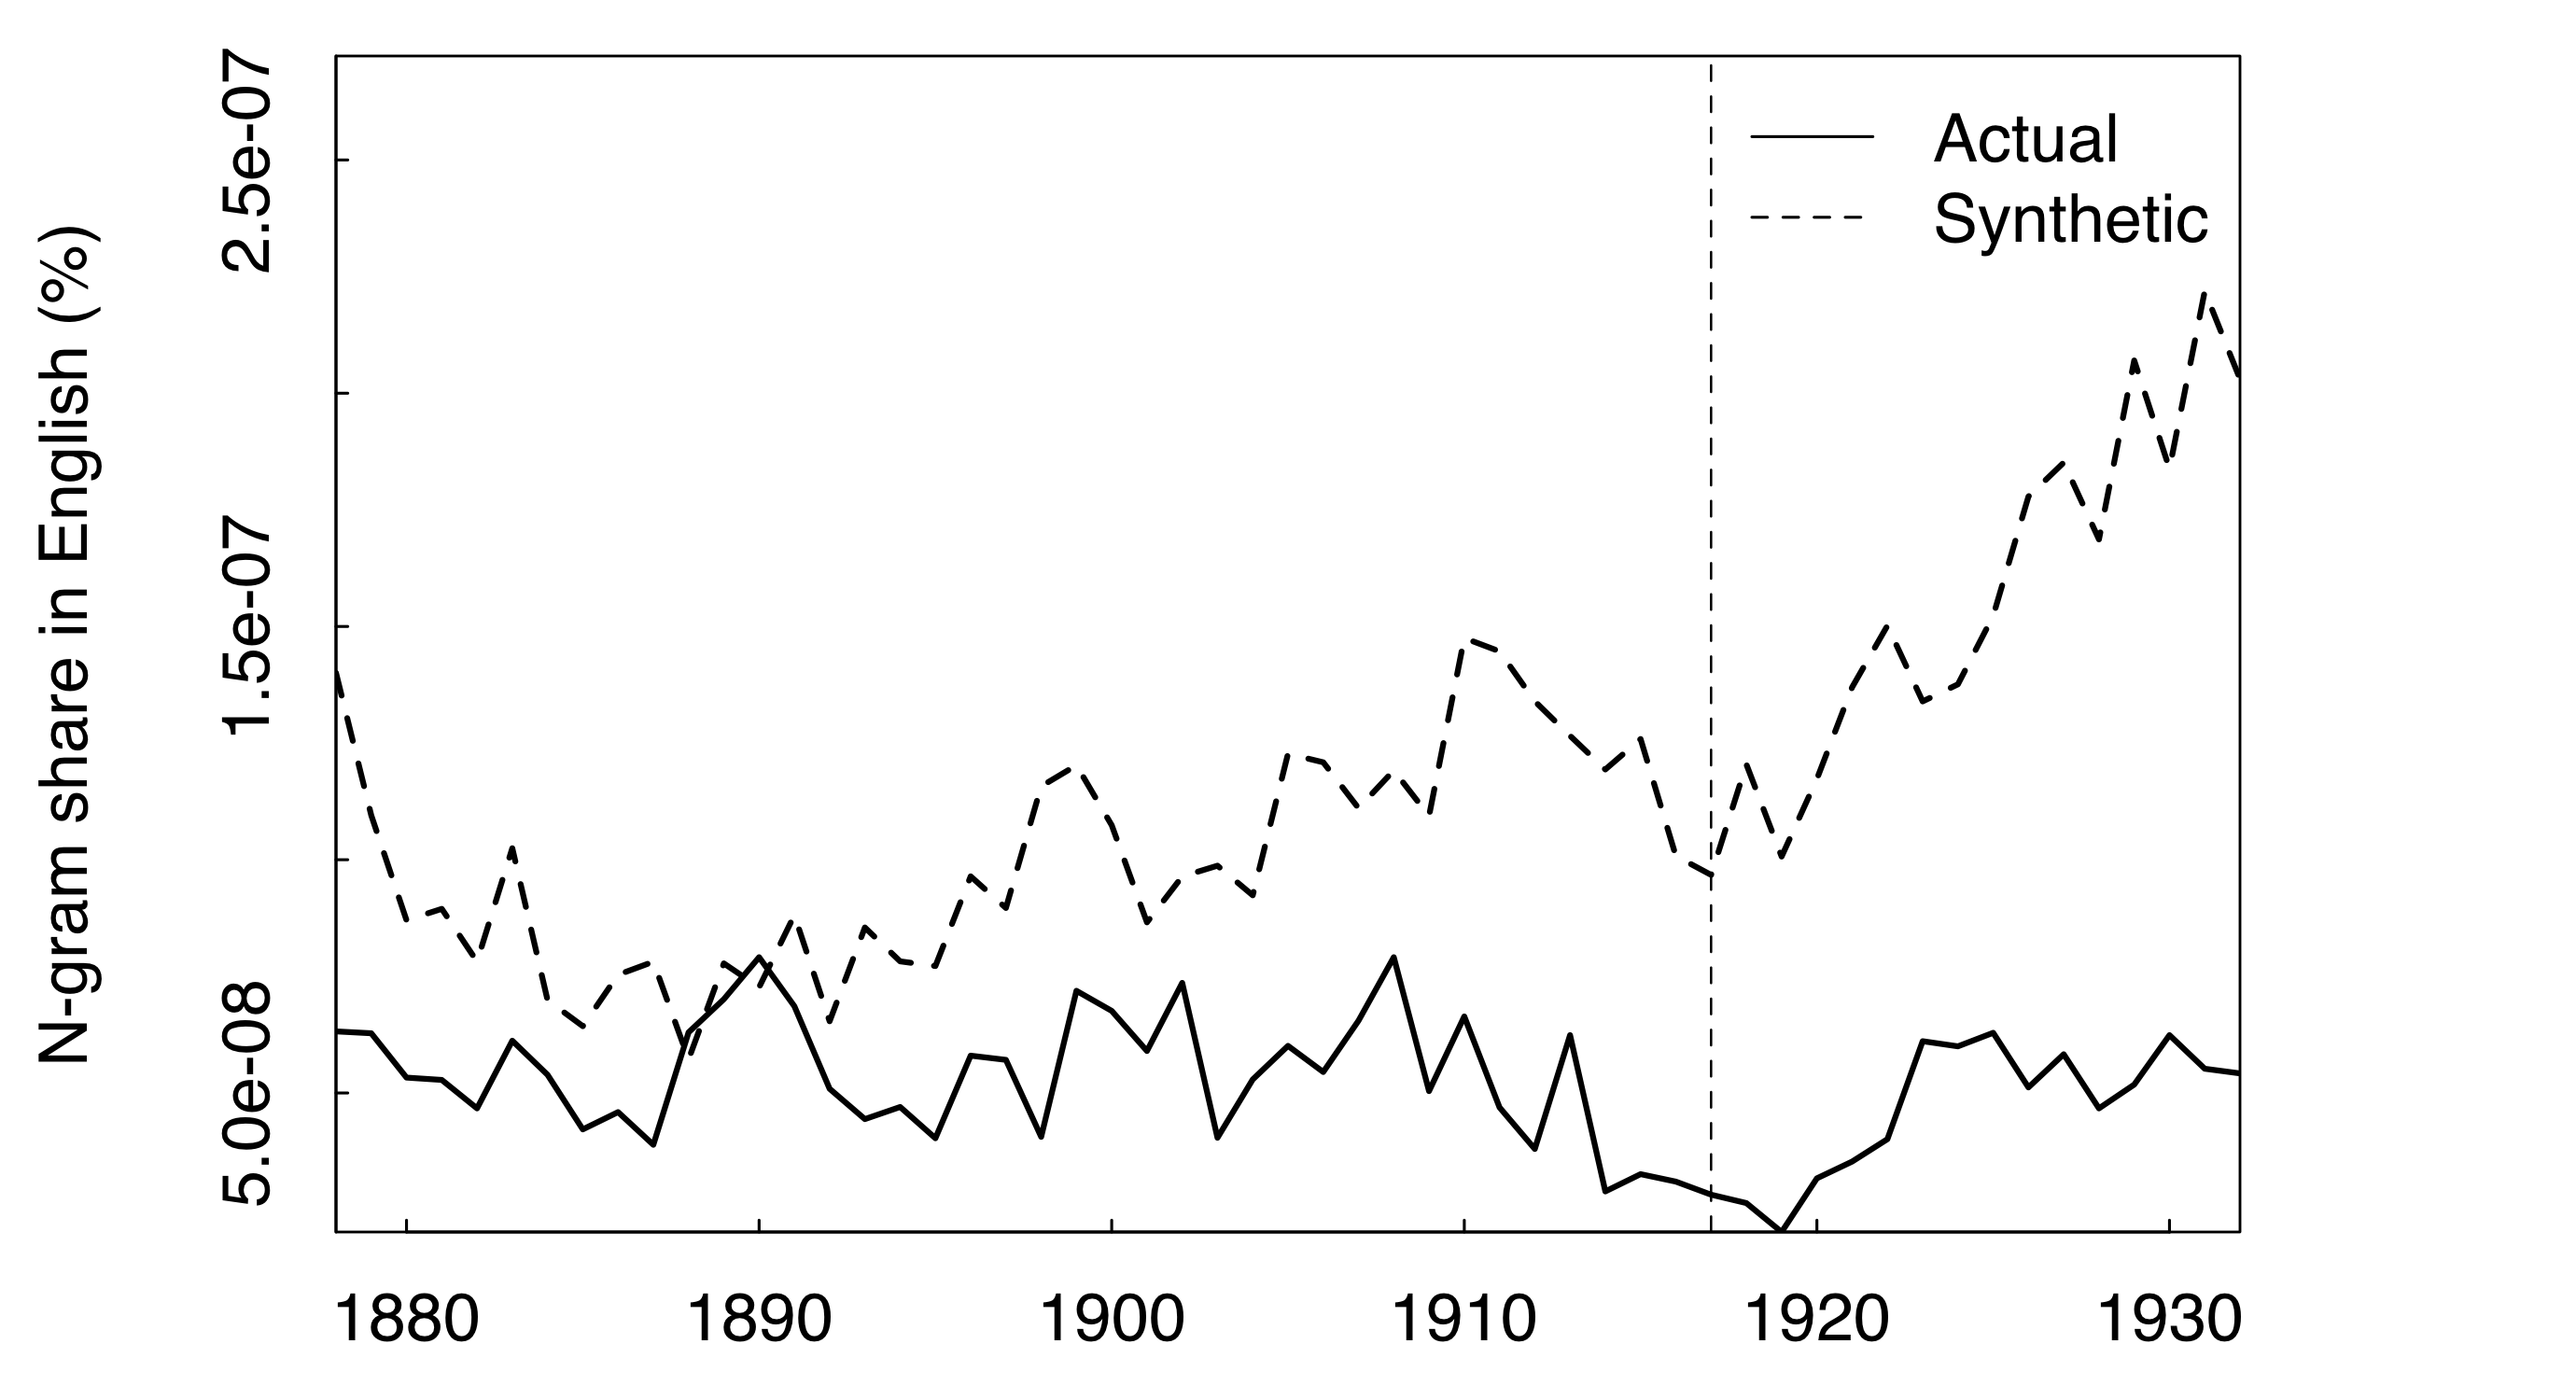 N-gram share in English (%)
2.5e-07
1.5e-07
5.0e-08
Actual
Synthetic
1880 1890 1900 1910 1920 1930